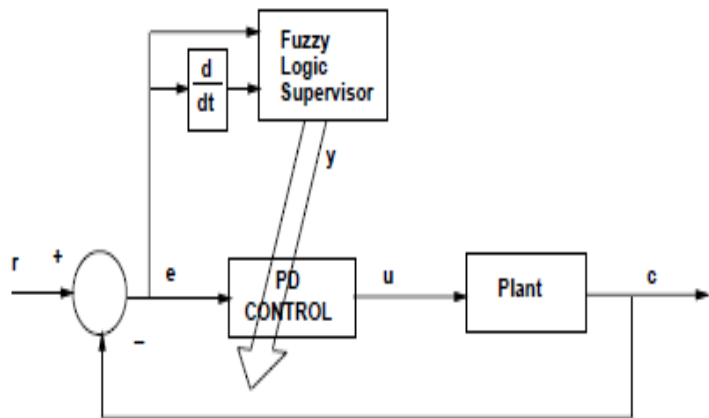 Fuzzy
Logic
Supervisor
d
dt
y
r
+
e
PD
CONTROL
u
Plant
c
–